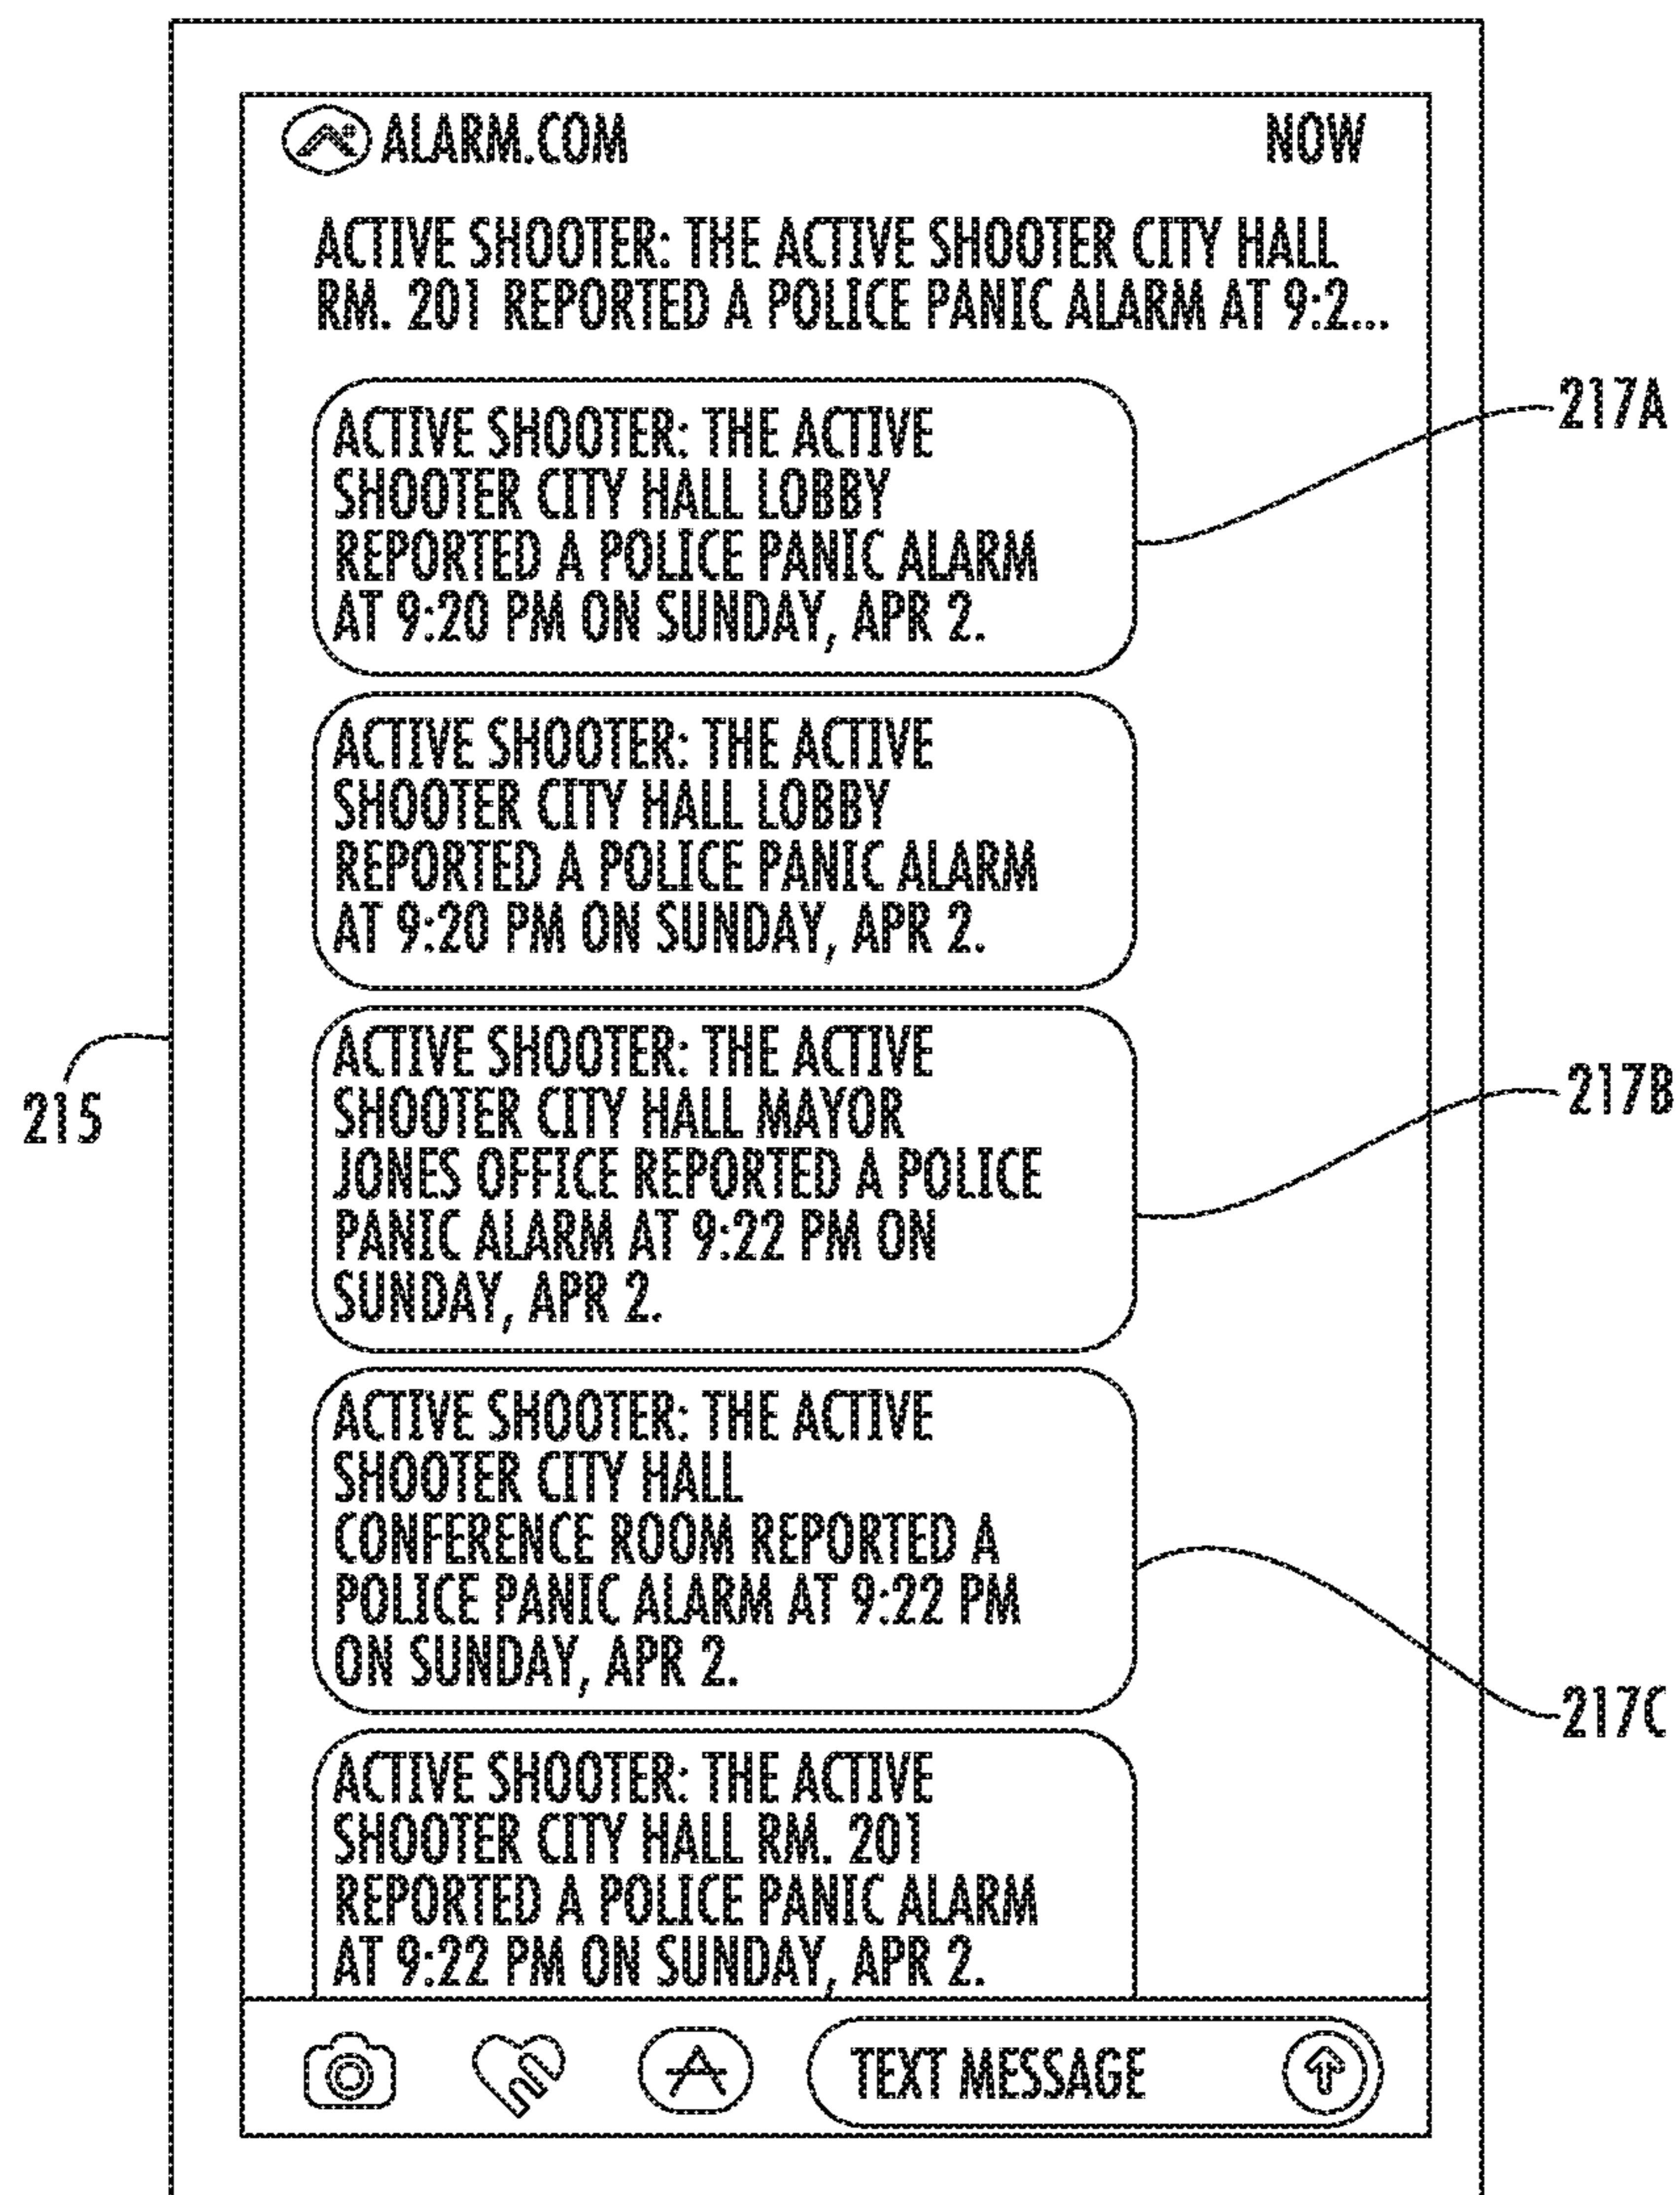 ALARM.COM NOW
ACTIVE SHOOTER: THE ACTIVE SHOOTER CITY HALL
RM. 201 REPORTED A POLICE PANIC ALARM AT 9:2...
217A
ACTIVE SHOOTER: THE ACTIVE
SHOOTER CITY HALL LOBBY
REPORTED A POLICE PANIC ALARM
AT 9:20 PM ON SUNDAY, APR 2.
ACTIVE SHOOTER: THE ACTIVE
SHOOTER CITY HALL LOBBY
REPORTED A POLICE PANIC ALARM
AT 9:20 PM ON SUNDAY, APR 2.
215
217B
ACTIVE SHOOTER: THE ACTIVE
SHOOTER CITY HALL MAYOR
JONES OFFICE REPORTED A POLICE
PANIC ALARM AT 9:22 PM ON
SUNDAY, APR 2.
ACTIVE SHOOTER: THE ACTIVE
SHOOTER CITY HALL
CONFERENCE ROOM REPORTED A
POLICE PANIC ALARM AT 9:22 PM
ON SUNDAY, APR 2.
217C
ACTIVE SHOOTER: THE ACTIVE
SHOOTER CITY HALL RM. 201
REPORTED A POLICE PANIC ALARM
AT 9:22 PM ON SUNDAY, APR 2.
TEXT MESSAGE